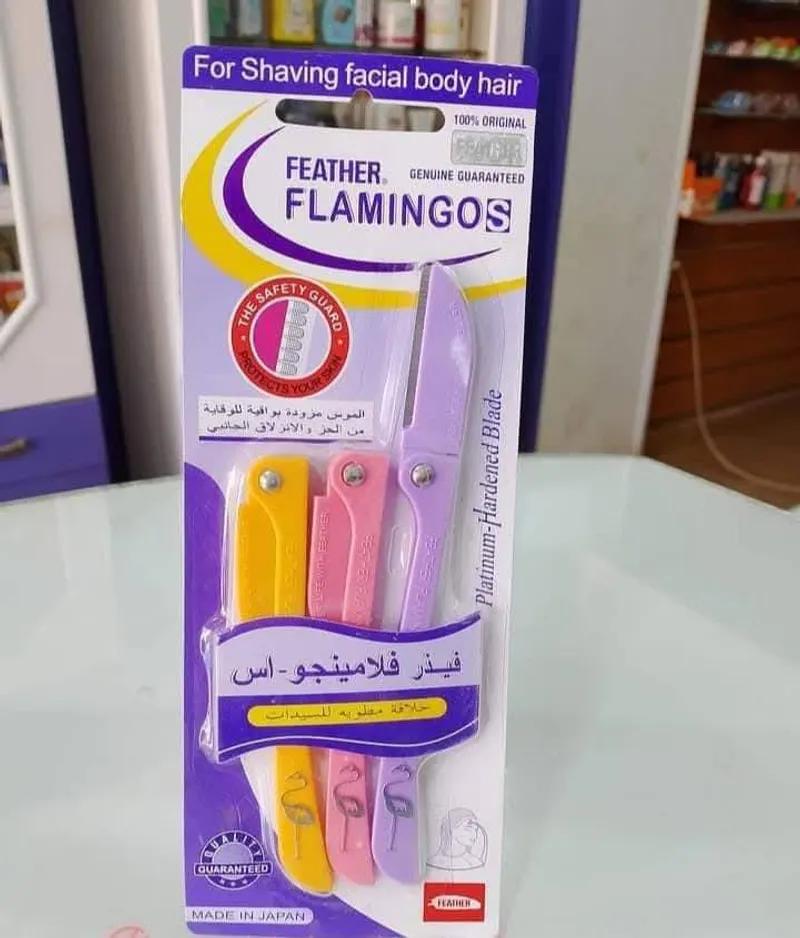 For Shaving facial body hair
100% ORIGINAL
FEATHER
GENUINE GUARANTEED
FEATHER®
FLAMINGOS
THE SAFETY GUARD
PROTECTS YOUR SKIN
الموس مزودة بواقية للوقاية
من الحز والانزلاق الجانبي
Platinum-Hardened Blade
فيذر فلامينجو-اس
حلاقة مطويه للسيدات
QUALITY
GUARANTEED
FEATHER
MADE IN JAPAN